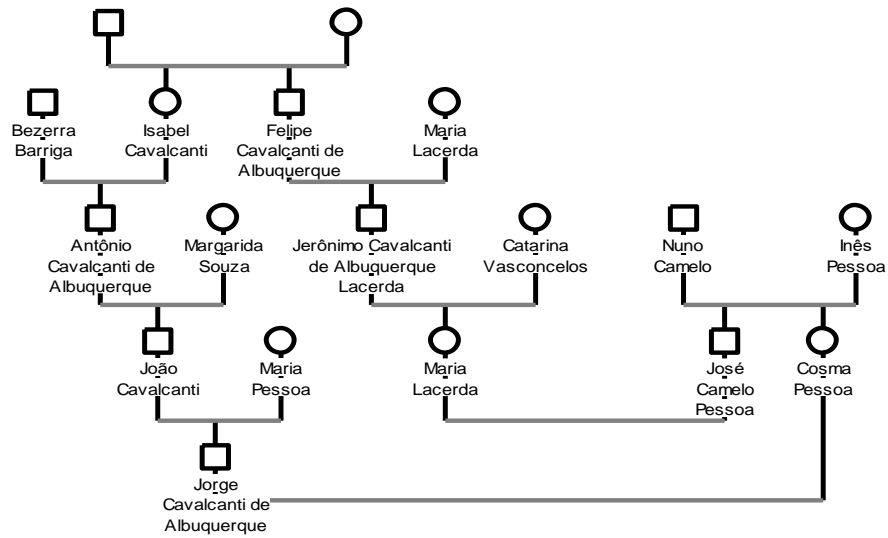 Bezerra
Barriga
Isabel
Cavalcanti
Felipe
Cavalcanti de
Albuquerque
Maria
Lacerda
Antônio
Cavalcanti de
Albuquerque
Margarida
Souza
Jerônimo Cavalcanti
de Albuquerque
Lacerda
Catarina
Vasconcelos
Nuno
Camelo
Inês
Pessoa
João
Cavalcanti
Maria
Pessoa
Maria
Lacerda
José
Camelo
Pessoa
Cosma
Pessoa
Jorge
Cavalcanti de
Albuquerque